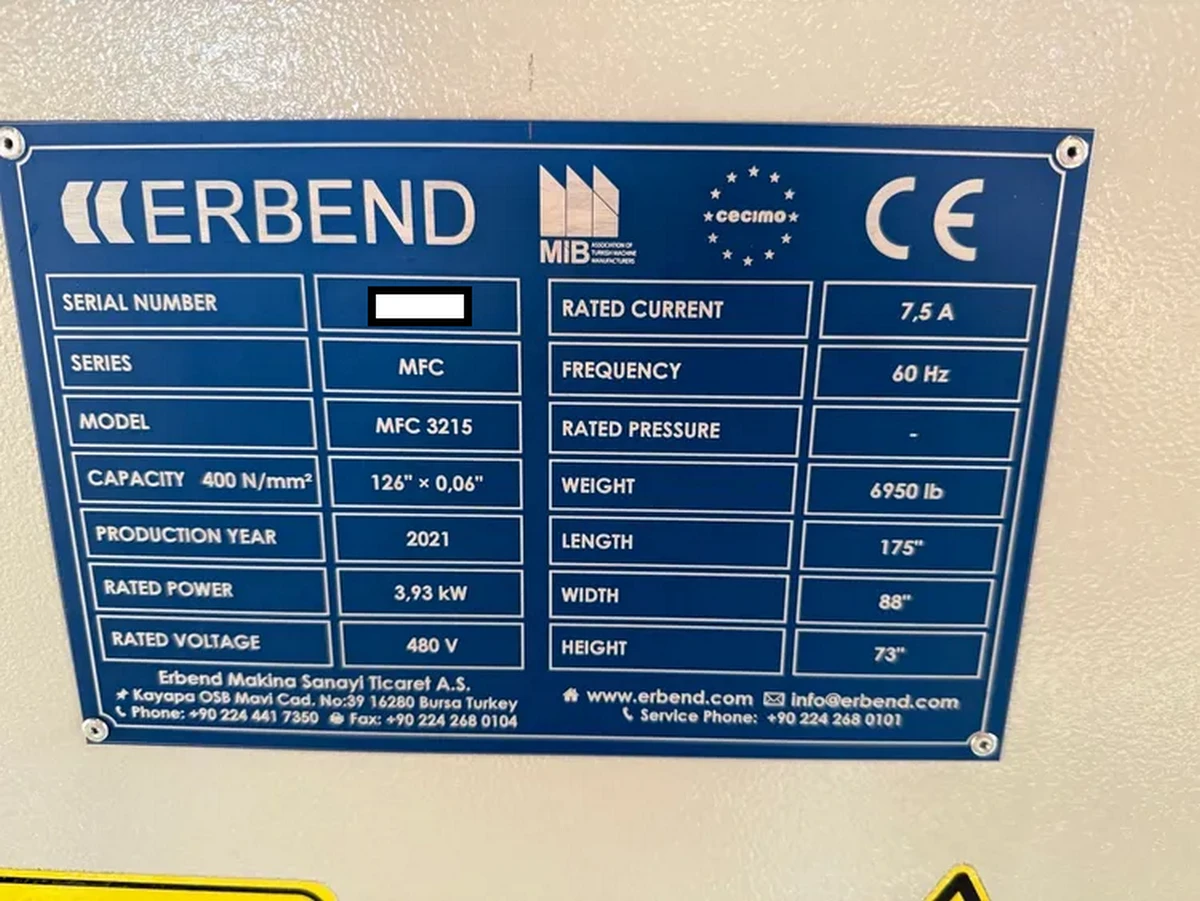 ERBEND
MIB ASSOCIATION OF
TURKISH MACHINE
MANUFACTURERS
cecimo
CE
SERIAL NUMBER
SERIES MFC
MODEL MFC 3215
CAPACITY 400 N/mm² 126" × 0,06"
PRODUCTION YEAR 2021
RATED POWER 3,93 kW
RATED VOLTAGE 480 V
RATED CURRENT 7,5 A
FREQUENCY 60 Hz
RATED PRESSURE -
WEIGHT 6950 lb
LENGTH 175"
WIDTH 88"
HEIGHT 73"
Erbend Makina Sanayi Ticaret A.S.
Kayapa OSB Mavi Cad. No:39 16280 Bursa Turkey
Phone: +90 224 441 7350 Fax: +90 224 268 0104
www.erbend.com info@erbend.com
Service Phone: +90 224 268 0101